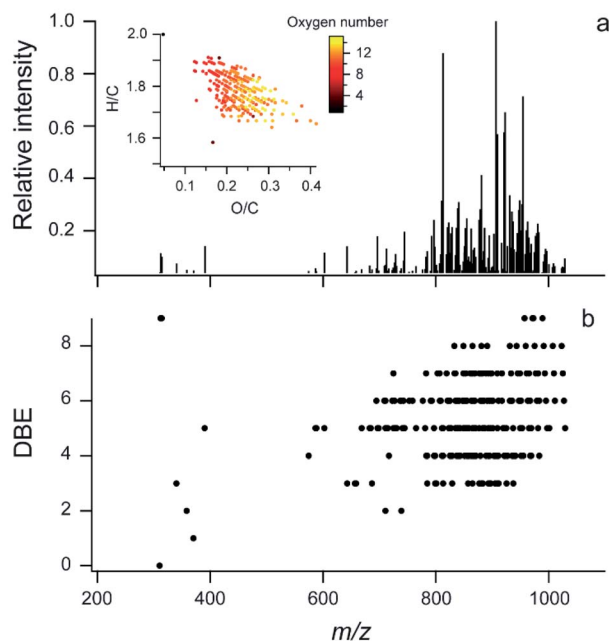 a
Relative intensity
1.0
0.8
0.6
0.4
0.2
Oxygen number
12
8
4
H/C
2.0
1.8
1.6
0.1 0.2 0.3 0.4
O/C
b
DBE
8
6
4
2
0
200 400 600 800 1000
m/z